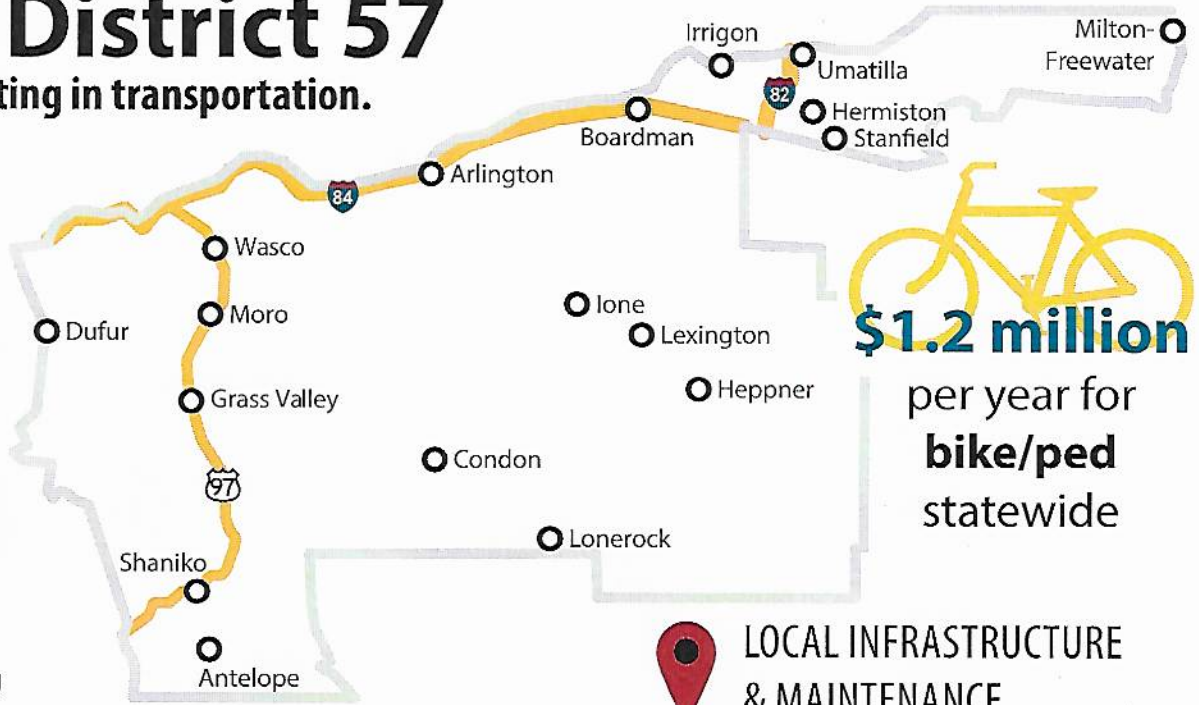 District 57
ting in transportation.
Irrigon
Umatilla
Milton-
Freewater
82
Hermiston
Stanfield
Boardman
Arlington
84
Wasco
Moro
Dufur
Grass Valley
97
Ione
Lexington
Heppner
Condon
Lonerock
Shaniko
Antelope
$1.2 million
per year for
bike/ped
statewide
LOCAL INFRASTRUCTURE
& MAINTENANCE